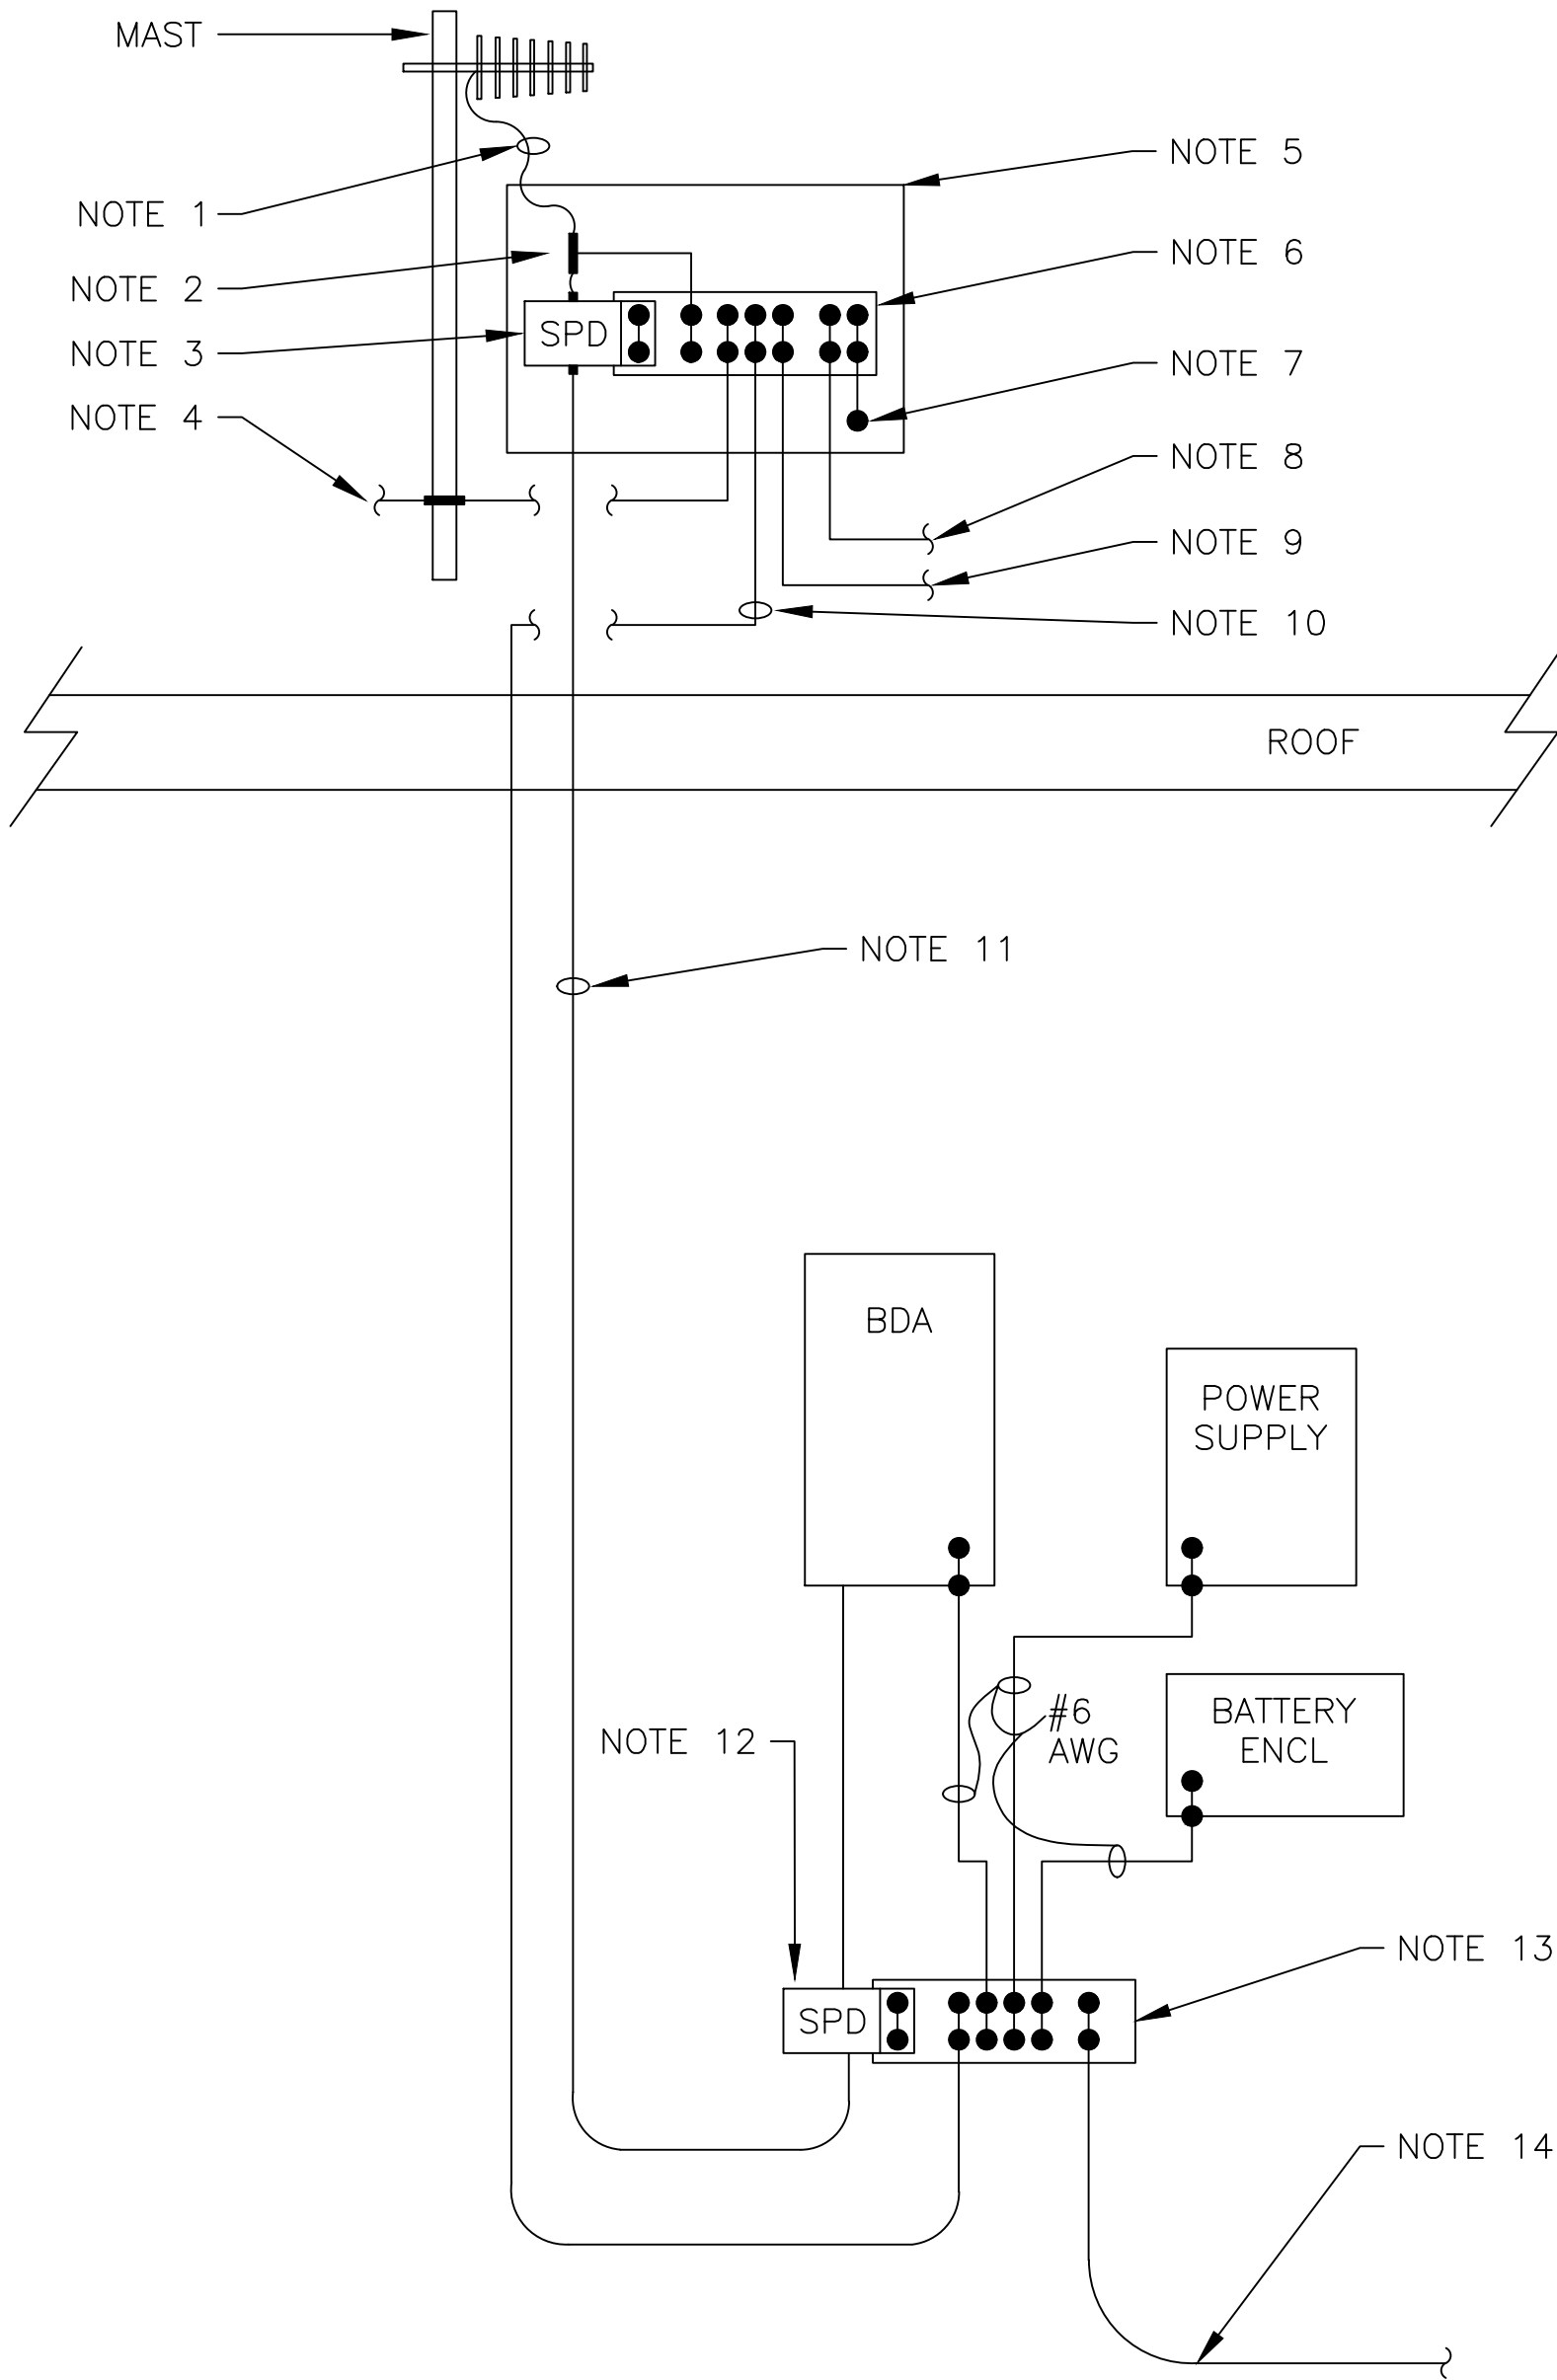 MAST
NOTE 5
NOTE 1
NOTE 6
NOTE 2
SPD
NOTE 3
NOTE 7
NOTE 4
NOTE 8
NOTE 9
NOTE 10
ROOF
NOTE 11
BDA
POWER
SUPPLY
#6
AWG
BATTERY
ENCL
NOTE 12
NOTE 13
SPD
NOTE 14